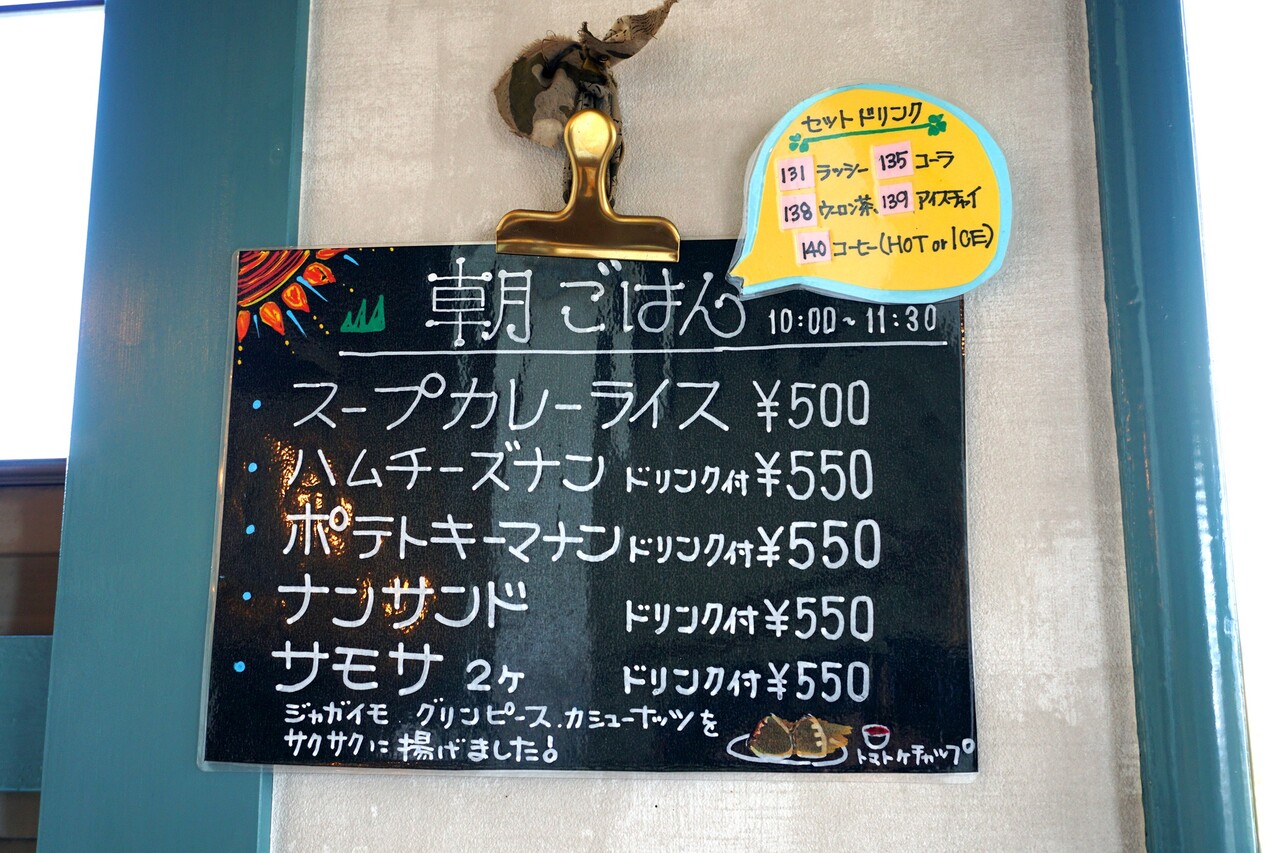 セットドリンク
131 ラッシー 135 コーラ
138 ウーロン茶、139 アイスチャイ
140 コーヒー(HOT or ICE)
朝ごはん 10:00~11:30
・スープカレーライス ¥500
・ハムチーズナン ドリンク付 ¥550
・ポテトキーマナン ドリンク付 ¥550
・ナンサンド ドリンク付 ¥550
・サモサ 2ヶ ドリンク付 ¥550
ジャガイモ グリンピース.カシューナッツを
サクサクに揚げました!
トマトケチャップ